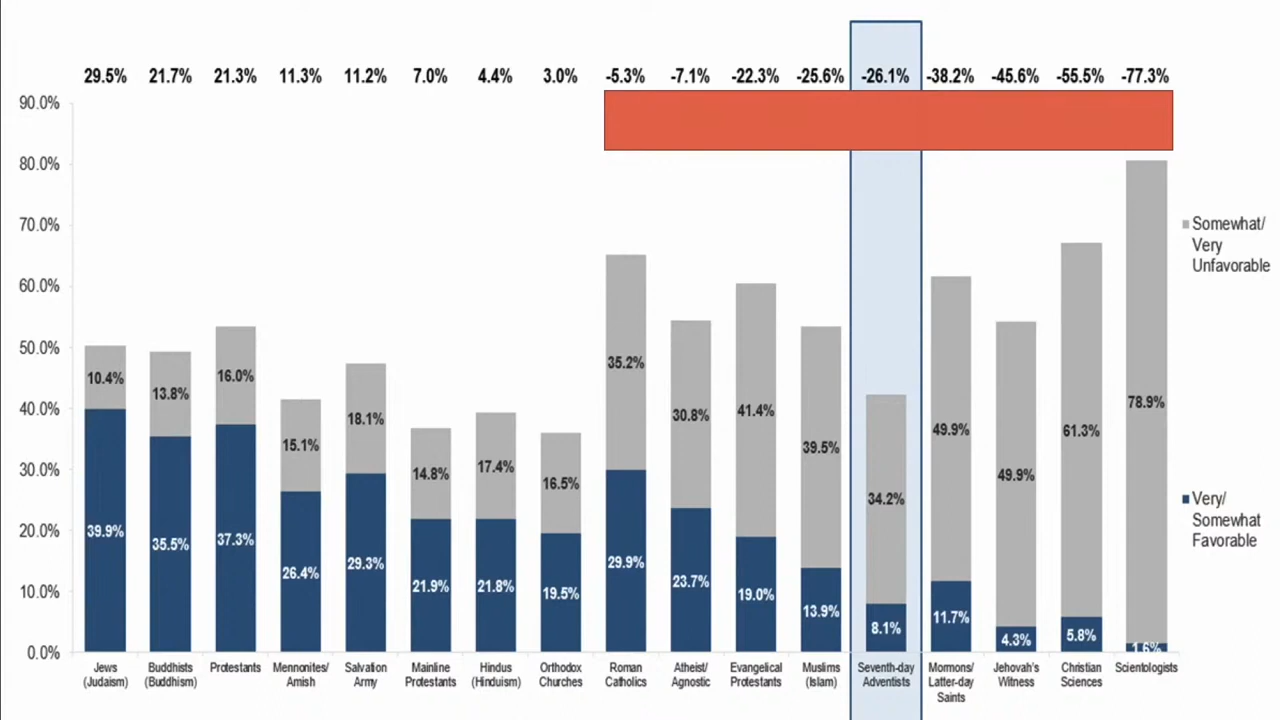 29.5% 21.7% 21.3% 11.3% 11.2% 7.0% 4.4% 3.0% -5.3% -7.1% -22.3% -25.6% -26.1% -38.2% -45.6% -55.5% -77.3%
90.0%
80.0%
70.0%
60.0%
50.0%
40.0%
30.0%
20.0%
10.0%
0.0%
10.4% 13.8% 16.0% 15.1% 18.1% 14.8% 17.4% 16.5% 35.2% 30.8% 41.4% 39.5% 34.2% 49.9% 49.9% 61.3% 78.9%
39.9% 35.5% 37.3% 26.4% 29.3% 21.9% 21.8% 19.5% 29.9% 23.7% 19.0% 13.9% 8.1% 11.7% 4.3% 5.8% 1.6%
Jews
(Judaism)
Buddhists
(Buddhism)
Protestants
Mennonites/
Amish
Salvation
Army
Mainline
Protestants
Hindus
(Hinduism)
Orthodox
Churches
Roman
Catholics
Atheist/
Agnostic
Evangelical
Protestants
Muslims
(Islam)
Seventh-day
Adventists
Mormons/
Latter-day
Saints
Jehovah's
Witness
Christian
Sciences
Scientologists
Somewhat/
Very
Unfavorable
Very/
Somewhat
Favorable